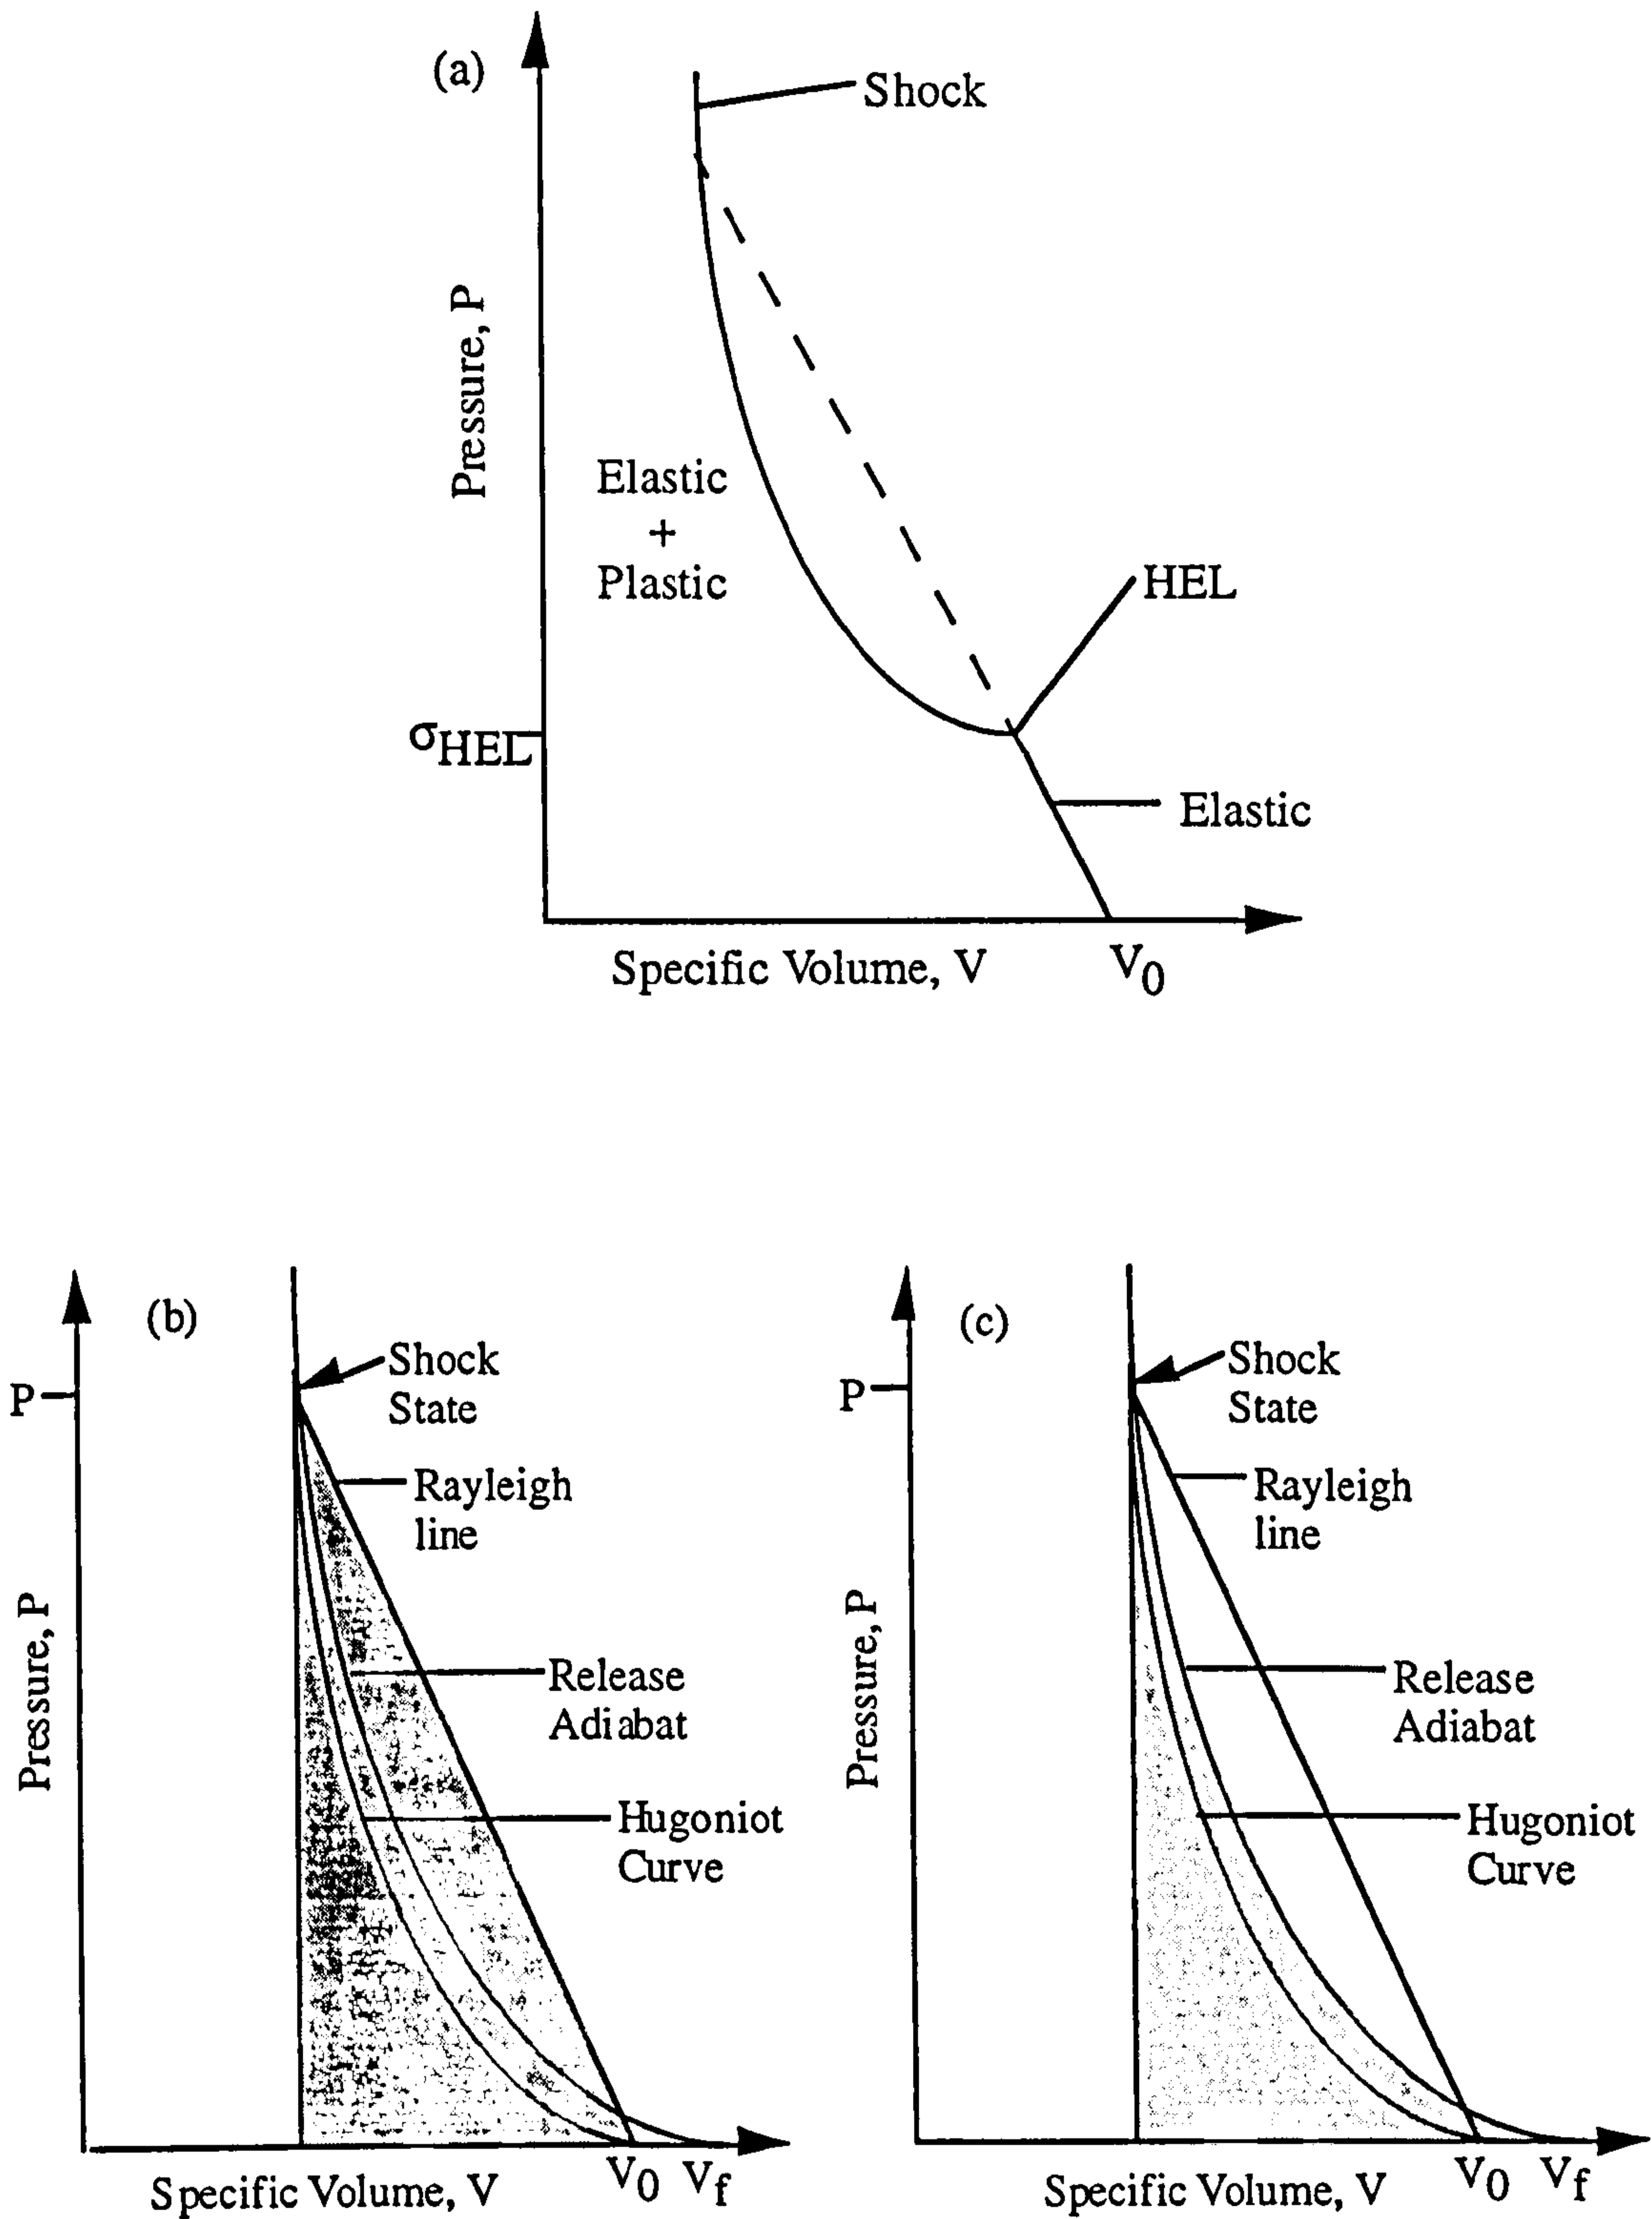 (a)
Shock
Pressure, P
Elastic
+
Plastic
HEL
σHEL
Elastic
Specific Volume, V
V0
(b)
P
Shock
State
Rayleigh
line
Pressure, P
Release
Adiabat
Hugoniot
Curve
Specific Volume, V
V0
Vf
(c)
P
Shock
State
Rayleigh
line
Pressure, P
Release
Adiabat
Hugoniot
Curve
Specific Volume, V
V0
Vf